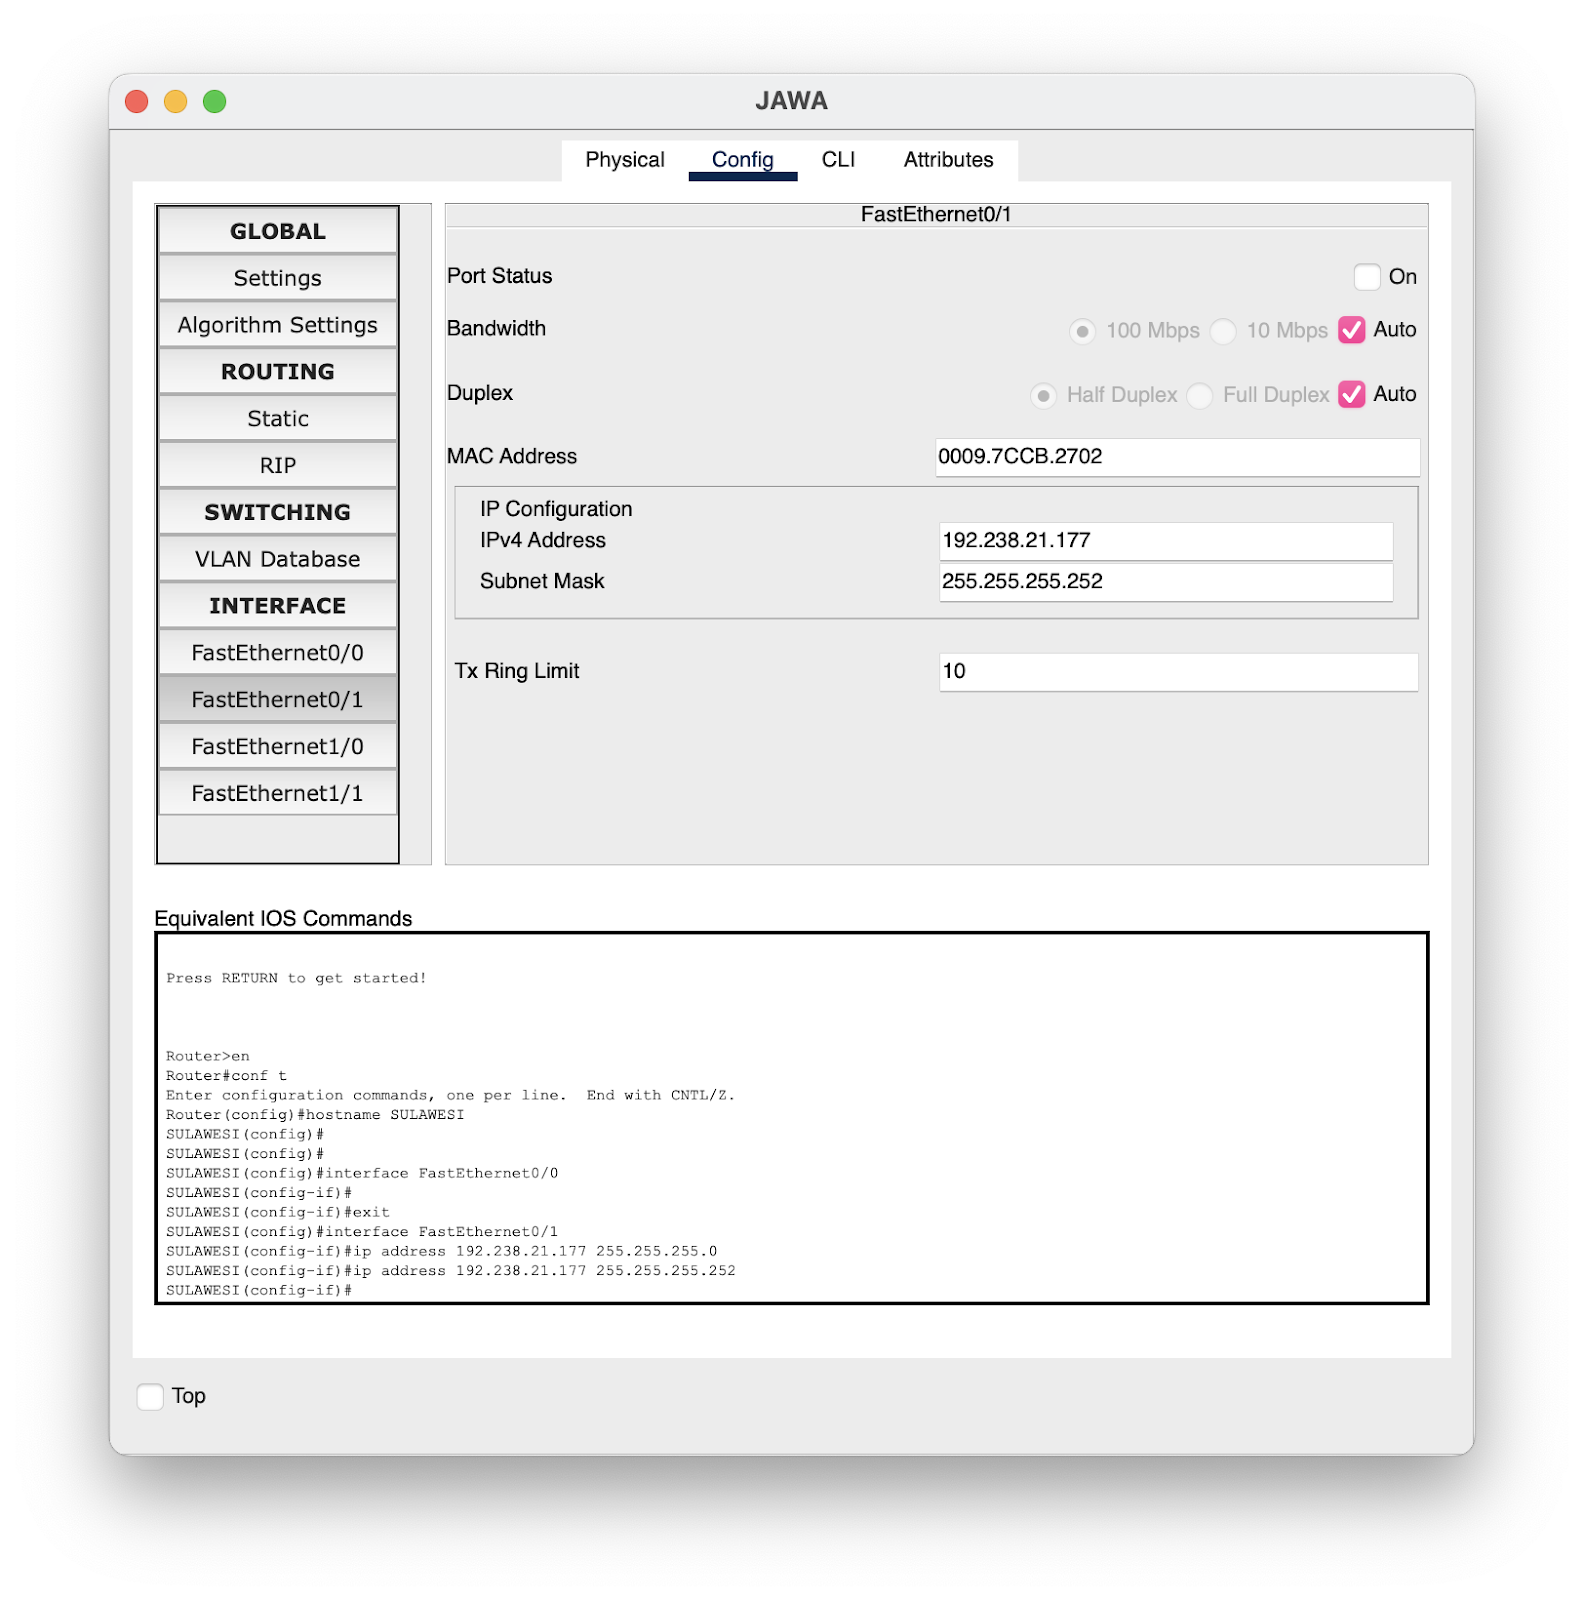 JAWA
Physical Config CLI Attributes
GLOBAL
Settings
Algorithm Settings
ROUTING
Static
RIP
SWITCHING
VLAN Database
INTERFACE
FastEthernet0/0
FastEthernet0/1
FastEthernet1/0
FastEthernet1/1
FastEthernet0/1
Port Status On
Bandwidth 100 Mbps 10 Mbps Auto
Duplex Half Duplex Full Duplex Auto
MAC Address 0009.7CCB.2702
IP Configuration
IPv4 Address 192.238.21.177
Subnet Mask 255.255.255.252
Tx Ring Limit 10
Equivalent IOS Commands
Press RETURN to get started!
Router>en
Router#conf t
Enter configuration commands, one per line.  End with CNTL/Z.
Router(config)#hostname SULAWESI
SULAWESI(config)#
SULAWESI(config)#
SULAWESI(config)#interface FastEthernet0/0
SULAWESI(config-if)#
SULAWESI(config-if)#exit
SULAWESI(config)#interface FastEthernet0/1
SULAWESI(config-if)#ip address 192.238.21.177 255.255.255.0
SULAWESI(config-if)#ip address 192.238.21.177 255.255.255.252
SULAWESI(config-if)#
Top